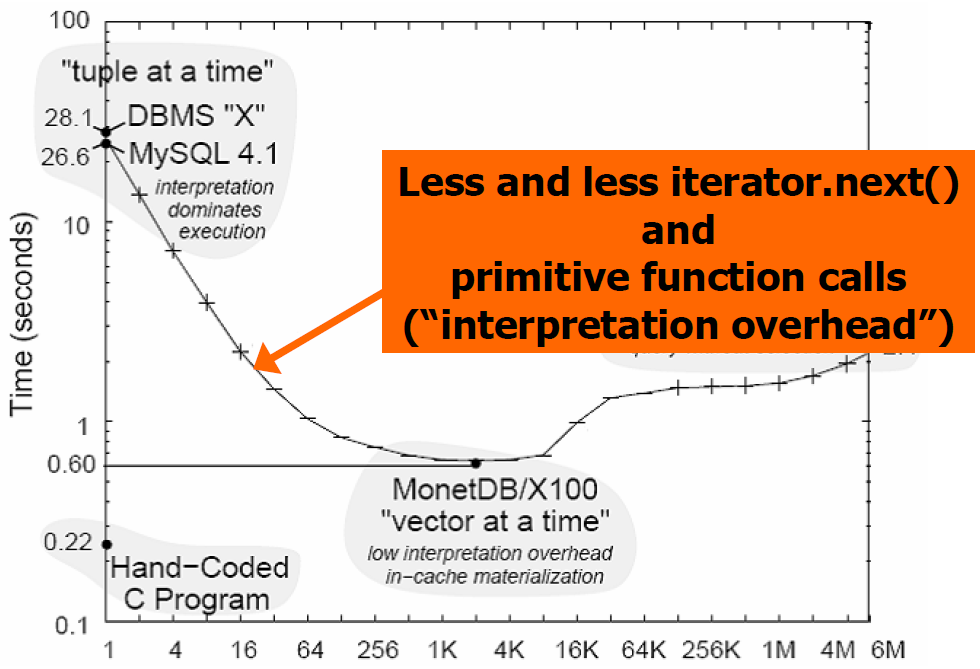 100
"tuple at a time"
28.1
DBMS "X"
26.6
MySQL 4.1
interpretation
dominates
execution
Less and less iterator.next()
and
primitive function calls
(“interpretation overhead”)
10
Time (seconds)
1
0.60
MonetDB/X100
"vector at a time"
low interpretation overhead
in-cache materialization
0.22
Hand-Coded
C Program
0.1
1 4 16 64 256 1K 4K 16K 64K 256K 1M 4M 6M